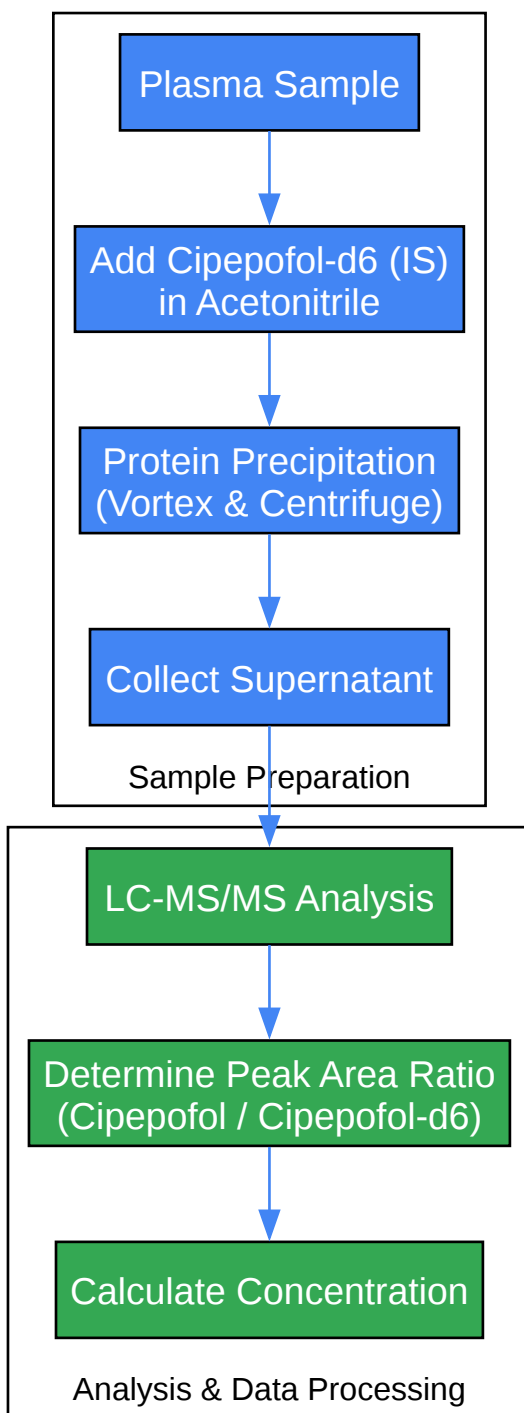 Plasma Sample
Add Cipepofol-d6 (IS)
in Acetonitrile
Protein Precipitation
(Vortex & Centrifuge)
Collect Supernatant
Sample Preparation
LC-MS/MS Analysis
Determine Peak Area Ratio
(Cipepofol / Cipepofol-d6)
Calculate Concentration
Analysis & Data Processing